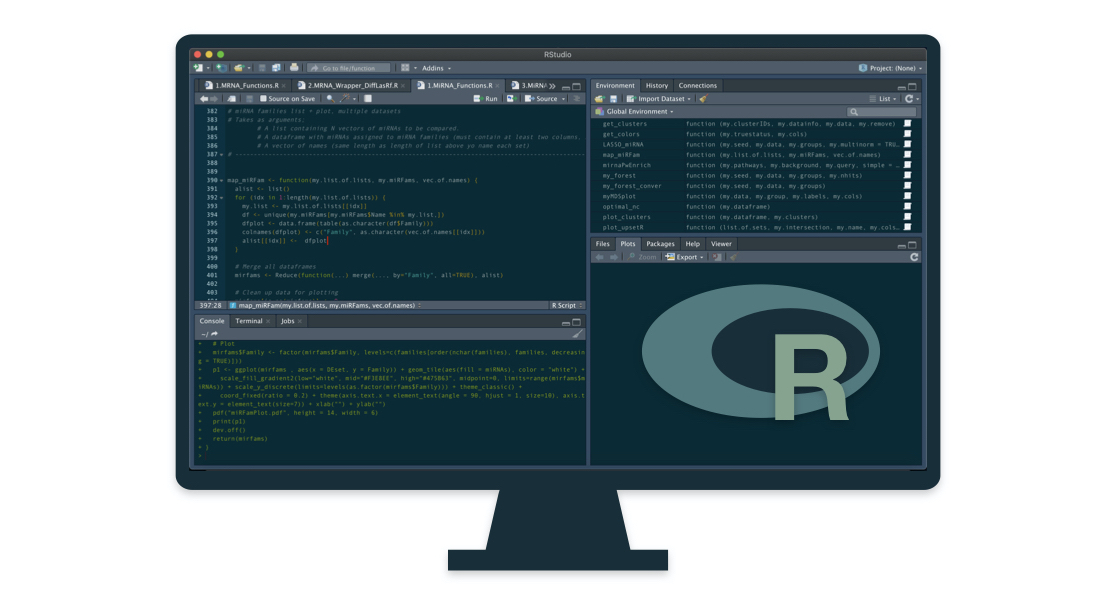 RStudio
Go to file/function
Addins
Project: (None)
1.MRNA_Functions.R
2.MRNA_Wrapper_DiffLasRf.R
1.MiRNA_Functions.R
3.MiRN
Source on Save
Run
Source
382 # miRNA families list = plot, multiple datasets
383 # Takes as arguments:
384 # A list containing N vectors of miRNAs to be compared.
385 # A dataframe with miRNAs assigned to miRNA families (must contain at least two columns,
386 # A vector of names (same length as length of list above yo name each set)
387 # ----------------------------------------
388
389
390 map_miRFam <- function(my.list.of.lists, my.miRFams, vec.of.names) {
391 alist <- list()
392 for (idx in 1:length(my.list.of.lists)) {
393 my.list <- my.list.of.lists[[idx]]
394 df <- unique(my.miRFams[my.miRFams$Name %in% my.list,])
395 dfplot <- data.frame(table(as.character(df$Family)))
396 colnames(dfplot) <- c("Family", as.character(vec.of.names[[idx]]))
397 alist[[idx]] <- dfplot
398 }
399
400 # Merge all dataframes
401 mirfams <- Reduce(function(...) merge(..., by="Family", all=TRUE), alist)
402
403 # Clean up data for plotting
397:28 map_miRFam(my.list.of.lists, my.miRFams, vec.of.names)
R Script
Console
Terminal
Jobs
~/
+ # Plot
+ mirfams$Family <- factor(mirfams$Family, levels=c(families[order(nchar(families), families, decreasin
g = TRUE)]))
+ p1 <- ggplot(mirfams , aes(x = DEset, y = Family)) + geom_tile(aes(fill = miRNAs), color = "white") +
+ scale_fill_gradient2(low="white", mid="#F3E8EE", high="#475B63", midpoint=0, limits=range(mirfams$m
iRNAs)) + scale_y_discrete(limits=levels(as.factor(mirfams$Family))) + theme_classic() +
+ coord_fixed(ratio = 0.2) + theme(axis.text.x = element_text(angle = 90, hjust = 1, size=10), axis.t
ext.y = element_text(size=7)) + xlab("") + ylab("")
+ pdf("miRFamPlot.pdf", height = 14, width = 6)
+ print(p1)
+ dev.off()
+ return(mirfams)
+ }
>
Environment
History
Connections
Import Dataset
List
Global Environment
get_clusters function (my.clusterIDs, my.datainfo, my.data, my.remove)
get_colors function (my.truestatus, my.cols)
LASSO_miRNA function (my.seed, my.data, my.groups, my.multinorm = TRU…
map_miRFam function (my.list.of.lists, my.miRFams, vec.of.names)
mirnaPwEnrich function (my.pathways, my.background, my.query, simple = …
my_forest function (my.seed, my.data, my.groups, my.nhits)
my_forest_conver function (my.seed, my.data, my.groups)
myMDSplot function (my.data, my.group, my.labels, my.cols)
optimal_nc function (my.dataframe)
plot_clusters function (my.dataframe, my.clusters)
plot_upsetR function (list.of.sets, my.intersection, my.name, my.cols…
Files
Plots
Packages
Help
Viewer
Zoom
Export
R